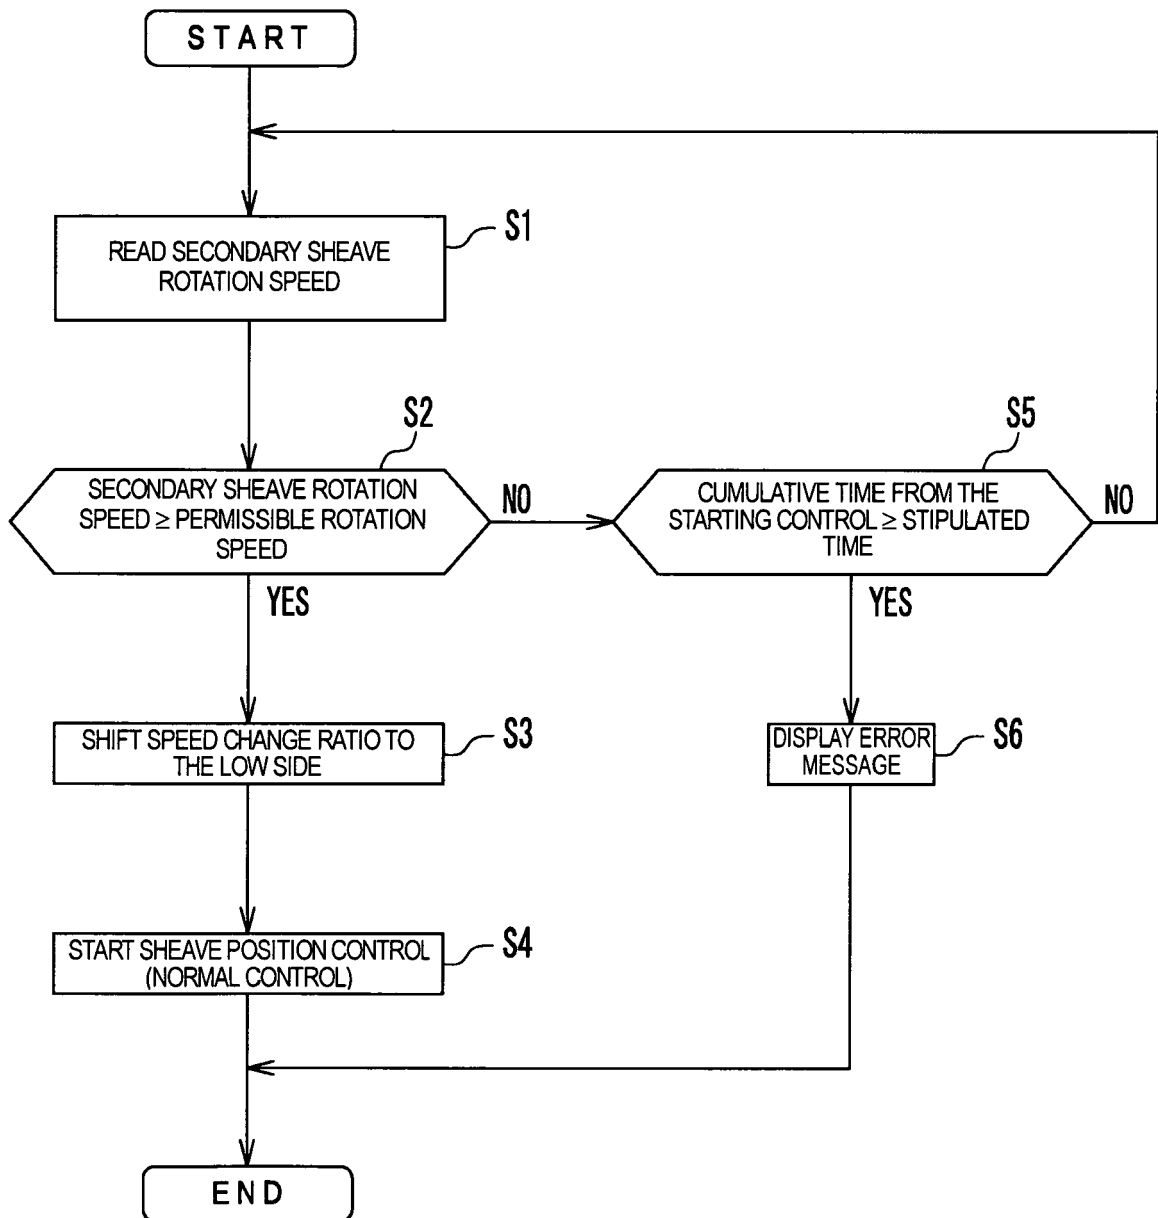 START
READ SECONDARY SHEAVE
ROTATION SPEED
S1
SECONDARY SHEAVE ROTATION
SPEED ≥ PERMISSIBLE ROTATION
SPEED
S2
NO
YES
CUMULATIVE TIME FROM THE
STARTING CONTROL ≥ STIPULATED
TIME
S5
NO
YES
SHIFT SPEED CHANGE RATIO TO
THE LOW SIDE
S3
DISPLAY ERROR
MESSAGE
S6
START SHEAVE POSITION CONTROL
(NORMAL CONTROL)
S4
END